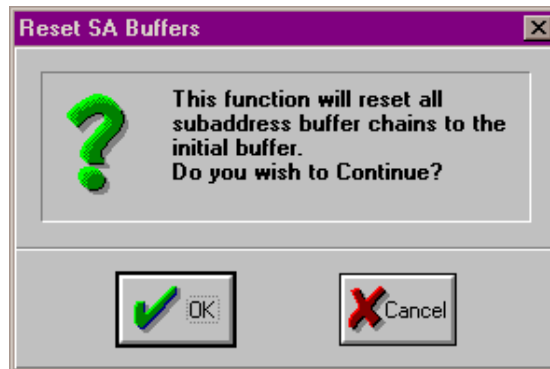 Reset SA Buffers
This function will reset all
subaddress buffer chains to the
initial buffer.
Do you wish to Continue?
OK
Cancel